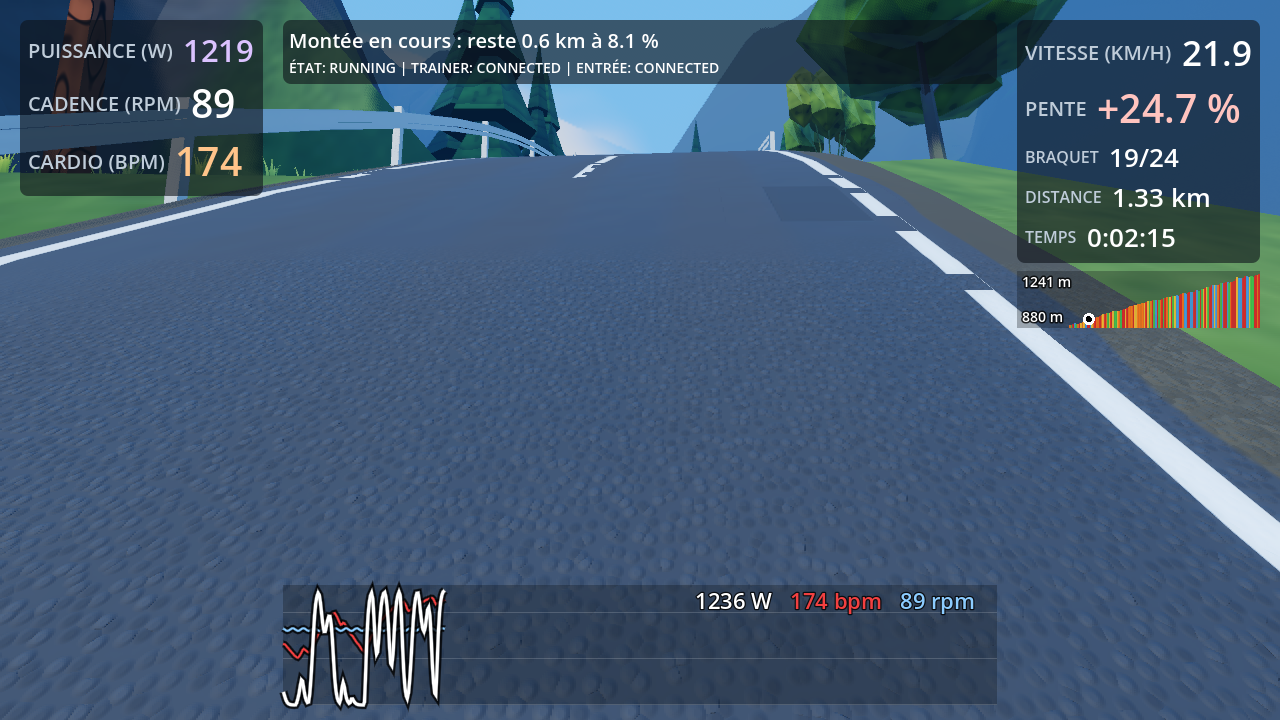 PUISSANCE (W) 1219
CADENCE (RPM) 89
CARDIO (BPM) 174
Montée en cours : reste 0.6 km à 8.1 %
ÉTAT: RUNNING | TRAINER: CONNECTED | ENTRÉE: CONNECTED
VITESSE (KM/H) 21.9
PENTE +24.7 %
BRAQUET 19/24
DISTANCE 1.33 km
TEMPS 0:02:15
1241 m
880 m
1236 W 174 bpm 89 rpm